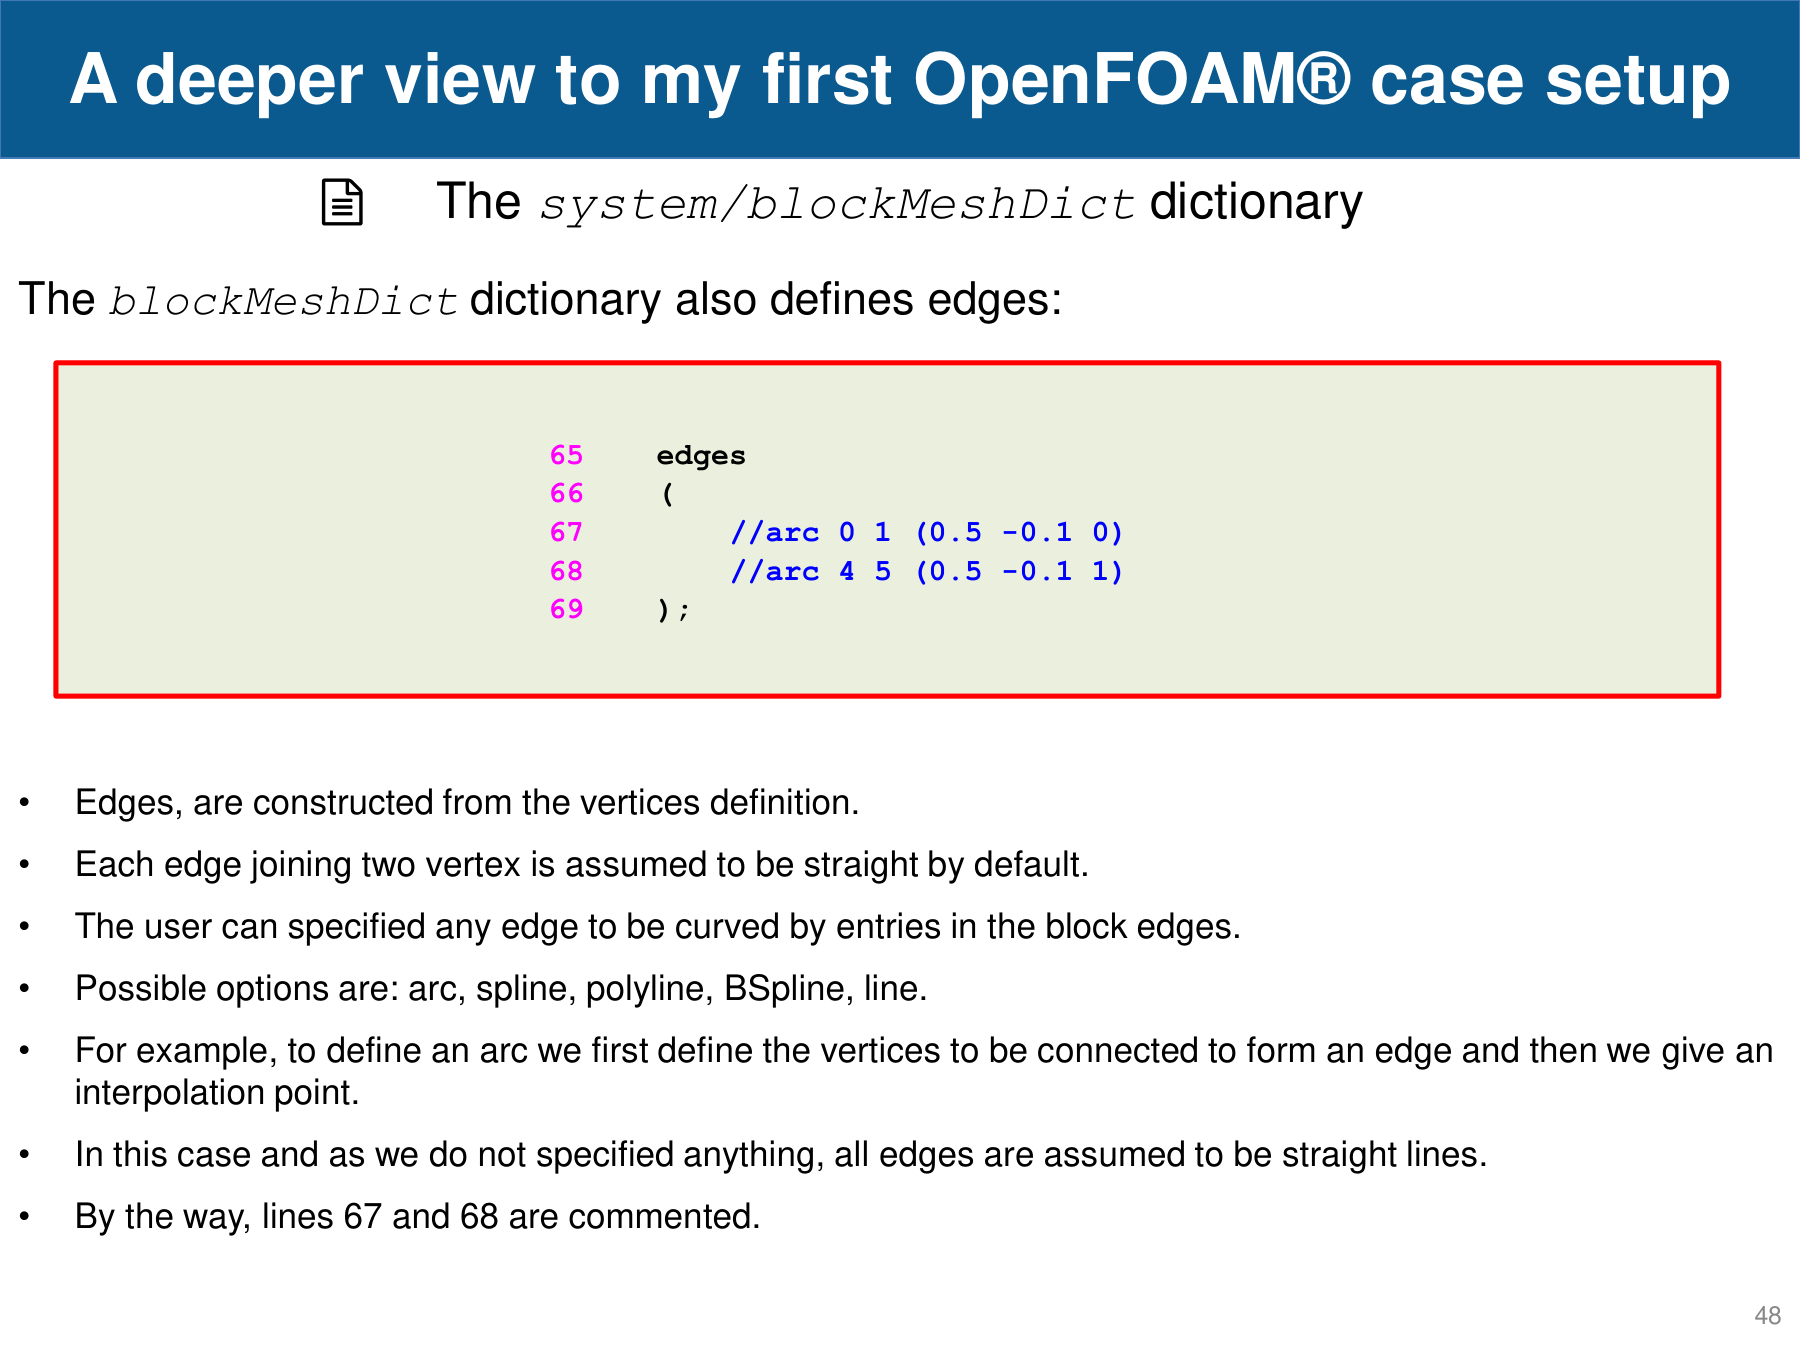 A deeper view to my first OpenFOAM® case setup
The system/blockMeshDict dictionary
The blockMeshDict dictionary also defines edges:
65 edges
66 (
67 //arc 0 1 (0.5 -0.1 0)
68 //arc 4 5 (0.5 -0.1 1)
69 );
• Edges, are constructed from the vertices definition.
• Each edge joining two vertex is assumed to be straight by default.
• The user can specified any edge to be curved by entries in the block edges.
• Possible options are: arc, spline, polyline, BSpline, line.
• For example, to define an arc we first define the vertices to be connected to form an edge and then we give an
interpolation point.
• In this case and as we do not specified anything, all edges are assumed to be straight lines.
• By the way, lines 67 and 68 are commented.
48